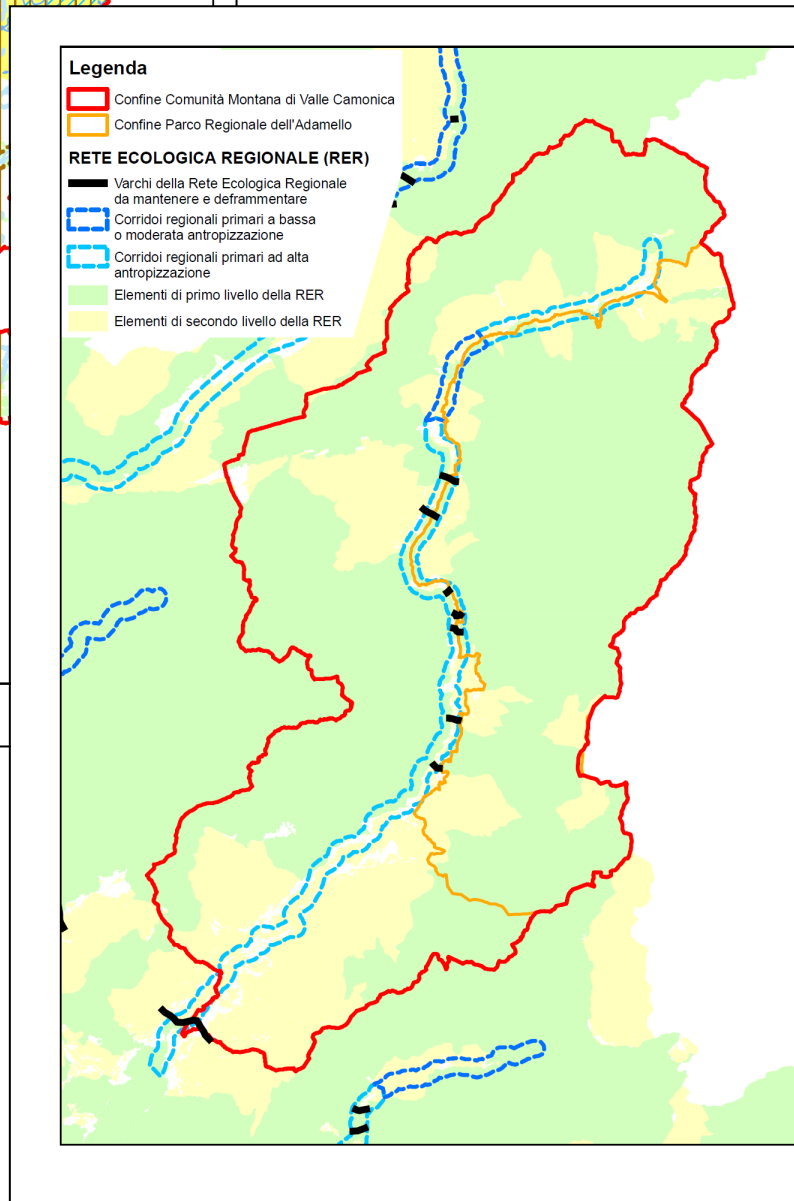 Legenda
Confine Comunità Montana di Valle Camonica
Confine Parco Regionale dell'Adamello
RETE ECOLOGICA REGIONALE (RER)
Varchi della Rete Ecologica Regionale
da mantenere e deframmentare
Corridoi regionali primari a bassa
o moderata antropizzazione
Corridoi regionali primari ad alta
antropizzazione
Elementi di primo livello della RER
Elementi di secondo livello della RER